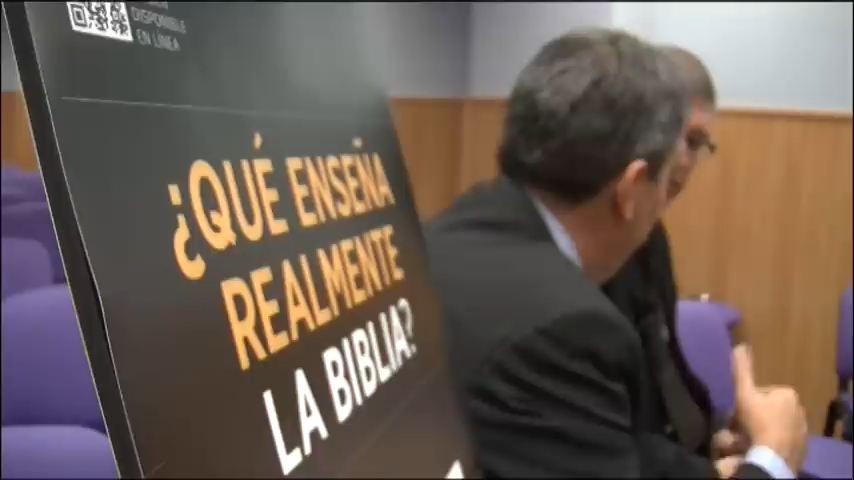 DISPONIBLE
EN LÍNEA
¿QUÉ ENSEÑA
REALMENTE
LA BIBLIA?